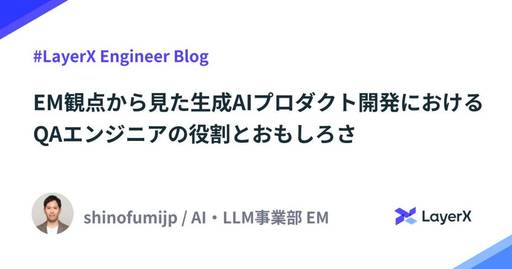 #LayerX Engineer Blog
EM観点から見た生成AIプロダクト開発における
QAエンジニアの役割とおもしろさ
shinofumijp / AI・LLM事業部 EM
LayerX